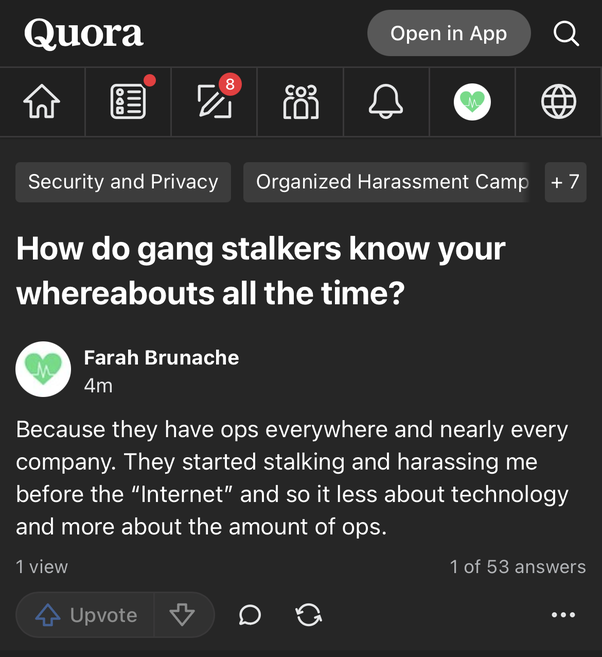 Quora
Open in App
8
Security and Privacy
Organized Harassment Camp
+ 7
How do gang stalkers know your
whereabouts all the time?
Farah Brunache
4m
Because they have ops everywhere and nearly every
company. They started stalking and harassing me
before the “Internet” and so it less about technology
and more about the amount of ops.
1 view
1 of 53 answers
Upvote